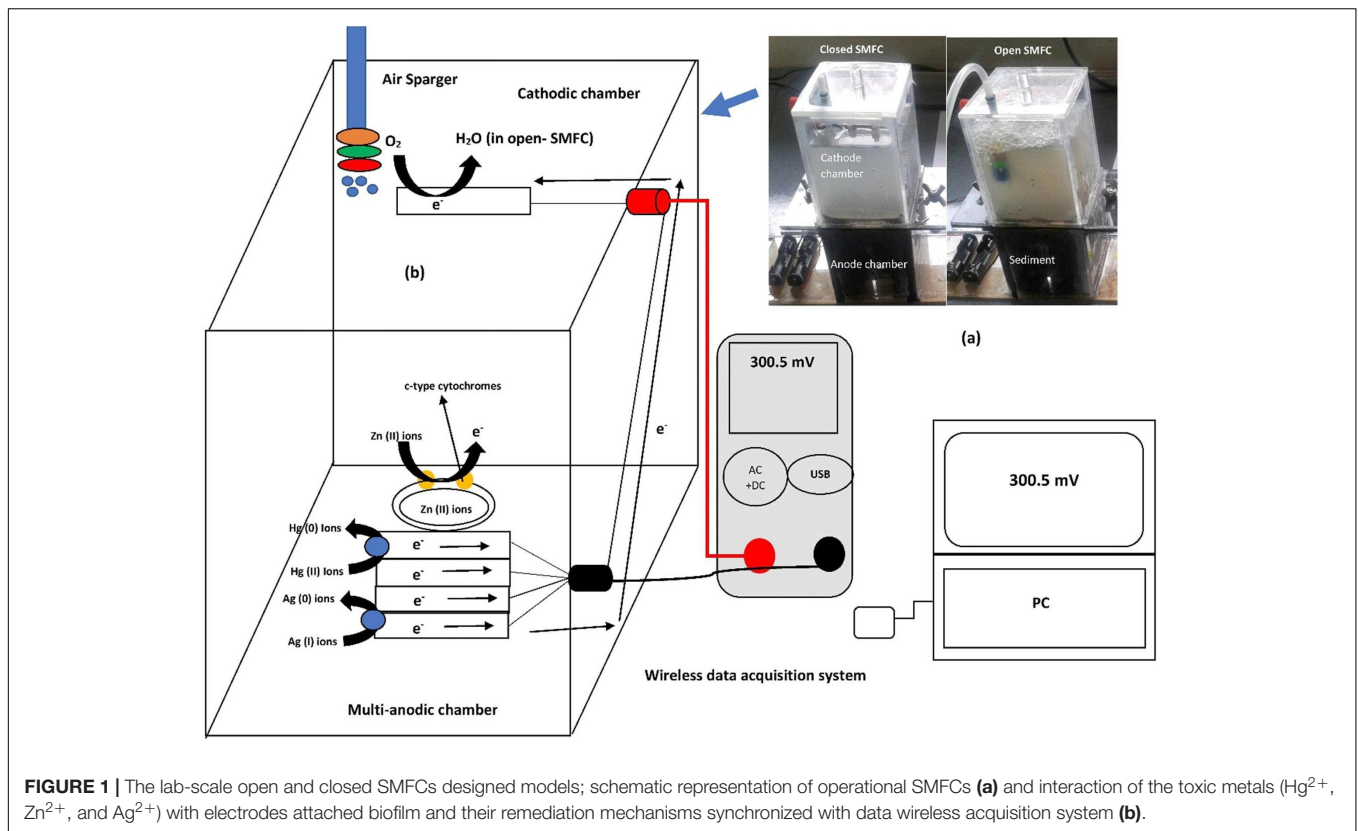 Air Sparger
Cathodic chamber
O₂
H₂O (in open- SMFC)
e⁻
(b)
Closed SMFC
Open SMFC
Cathode
chamber
Anode chamber
Sediment
(a)
300.5 mV
AC
+DC
USB
c-type cytochromes
Zn (II) ions
e⁻
e⁻
Zn (II) ions
Hg (0) Ions
e⁻
Hg (II) Ions
e⁻
Ag (0) ions
e⁻
Ag (I) ions
e⁻
300.5 mV
PC
Wireless data acquisition system
Multi-anodic chamber
FIGURE 1 | The lab-scale open and closed SMFCs designed models; schematic representation of operational SMFCs (a) and interaction of the toxic metals (Hg²⁺,
Zn²⁺, and Ag²⁺) with electrodes attached biofilm and their remediation mechanisms synchronized with data wireless acquisition system (b).